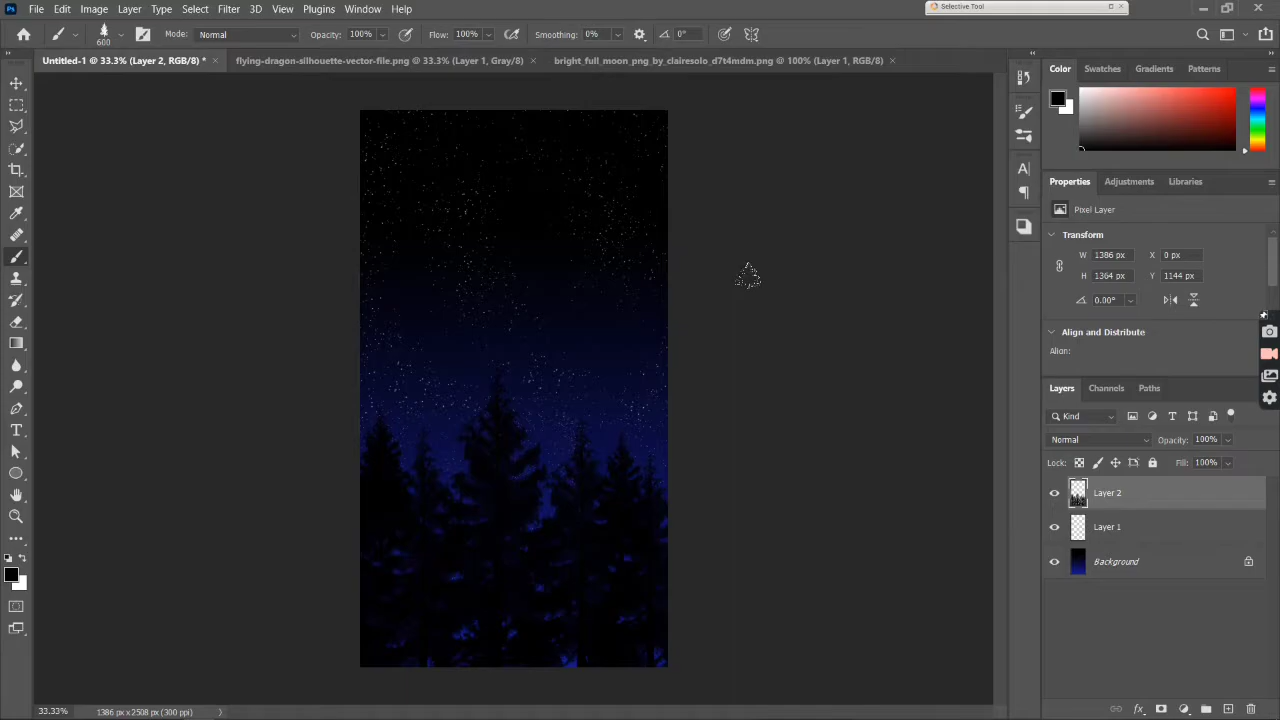 Ps File Edit Image Layer Type Select Filter 3D View Plugins Window Help Selective Tool
600 Mode: Normal Opacity: 100% Flow: 100% Smoothing: 0% 0°
Untitled-1 @ 33.3% (Layer 2, RGB/8) * × flying-dragon-silhouette-vector-file.png @ 33.3% (Layer 1, Gray/8) × bright_full_moon_png_by_clairesolo_d7t4mdm.png @ 100% (Layer 1, RGB/8) ×
Color Swatches Gradients Patterns
Properties Adjustments Libraries
Pixel Layer
Transform
W 1386 px X 0 px
H 1364 px Y 1144 px
0.00°
Align and Distribute
Align:
Layers Channels Paths
Kind
Normal Opacity: 100%
Lock: Fill: 100%
Layer 2
Layer 1
Background
33.33% 1386 px x 2508 px (300 ppi)